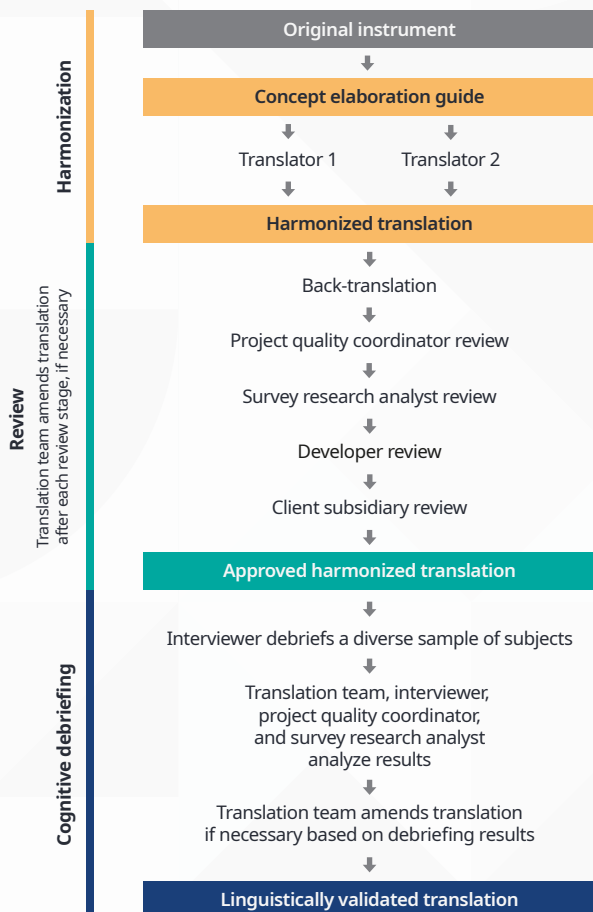 Original instrument
Harmonization
Concept elaboration guide
Translator 1
Translator 2
Harmonized translation
Review
Translation team amends translation
after each review stage, if necessary
Back-translation
Project quality coordinator review
Survey research analyst review
Developer review
Client subsidiary review
Approved harmonized translation
Cognitive debriefing
Interviewer debriefs a diverse sample of subjects
Translation team, interviewer,
project quality coordinator,
and survey research analyst
analyze results
Translation team amends translation
if necessary based on debriefing results
Linguistically validated translation